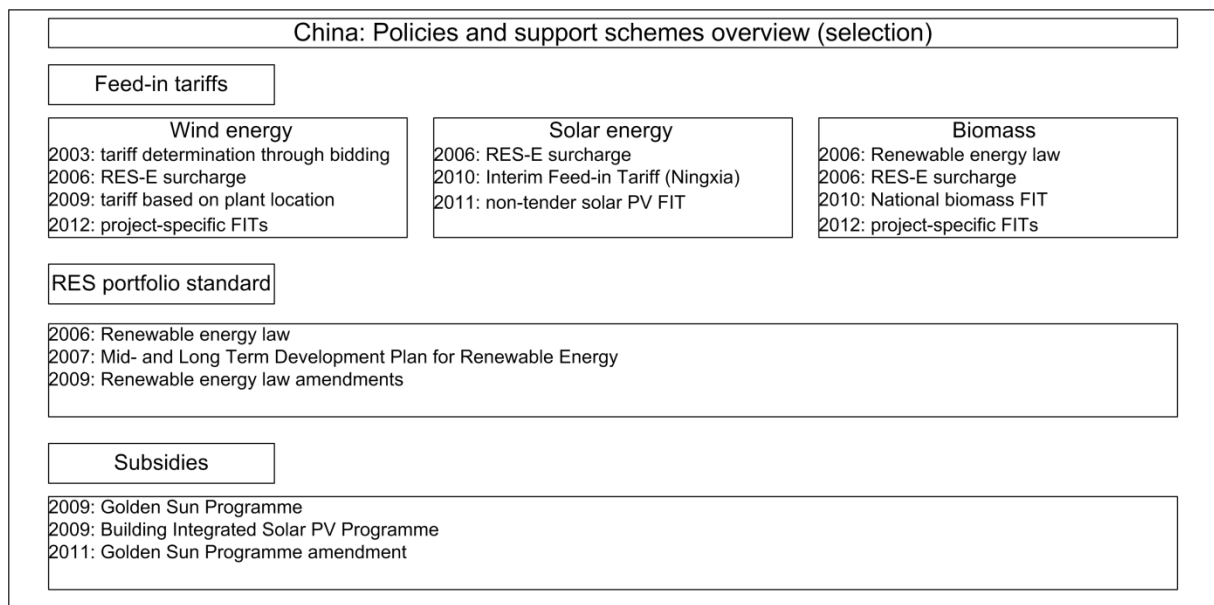 China: Policies and support schemes overview (selection)
Feed-in tariffs
Wind energy
2003: tariff determination through bidding
2006: RES-E surcharge
2009: tariff based on plant location
2012: project-specific FITs
Solar energy
2006: RES-E surcharge
2010: Interim Feed-in Tariff (Ningxia)
2011: non-tender solar PV FIT
Biomass
2006: Renewable energy law
2006: RES-E surcharge
2010: National biomass FIT
2012: project-specific FITs
RES portfolio standard
2006: Renewable energy law
2007: Mid- and Long Term Development Plan for Renewable Energy
2009: Renewable energy law amendments
Subsidies
2009: Golden Sun Programme
2009: Building Integrated Solar PV Programme
2011: Golden Sun Programme amendment